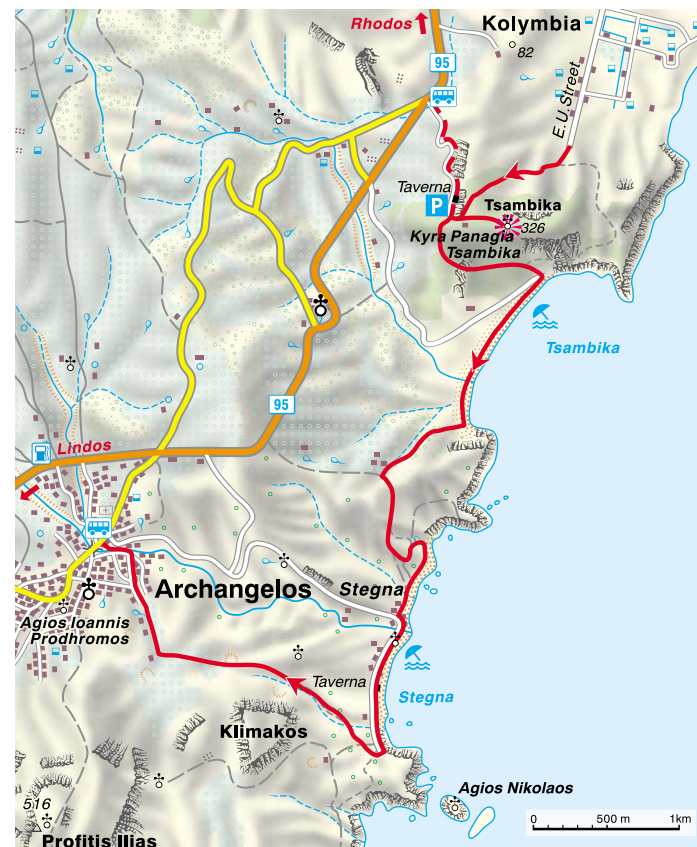 Rhodos
Kolymbia
82
95
E.U Street
Taverna
P
Tsambika
326
Kyra Panagia
Tsambika
Tsambika
95
Lindos
Archangelos
Stegna
Agios Ioannis
Prodhromos
Taverna
Stegna
Klimakos
Agios Nikolaos
516
Profitis Ilias
0
500 m
1km